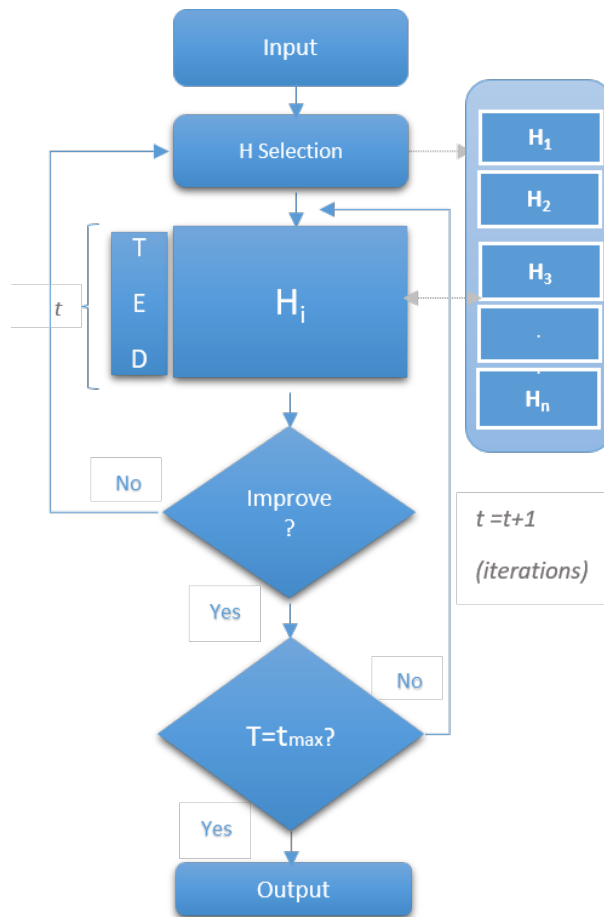 Input
H Selection
H₁
H₂
H₃
.
.
Hₙ
t
T
E
D
Hᵢ
No
Improve
?
t =t+1
(iterations)
Yes
No
T=tₘₐₓ?
Yes
Output